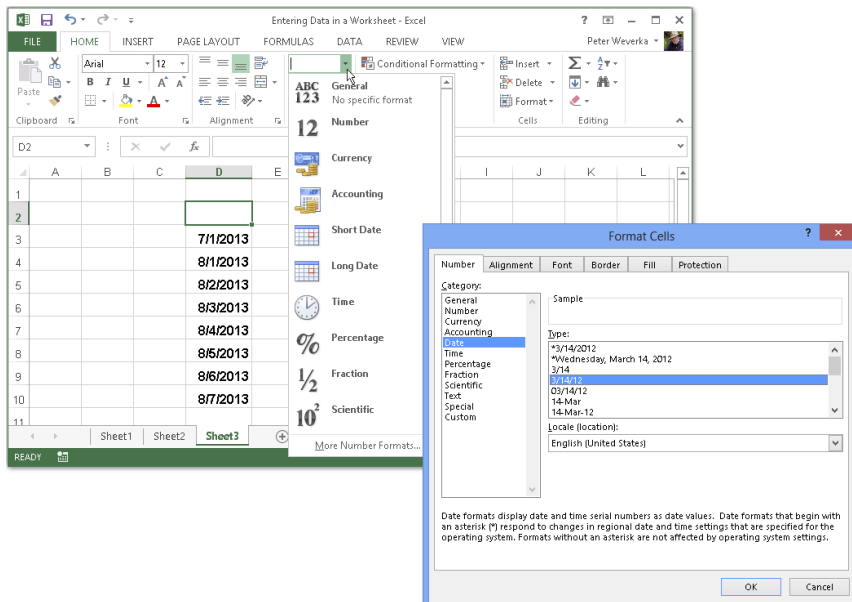 Entering Data in a Worksheet - Excel
FILE HOME INSERT PAGE LAYOUT FORMULAS DATA REVIEW VIEW Peter Weverka
Paste
Arial 12
B I U A A
A
Clipboard Font Alignment
Conditional Formatting
Insert
Delete
Format
Cells
Editing
D2
fx
A B C D E I J K L
1
2
3 7/1/2013
4 8/1/2013
5 8/2/2013
6 8/3/2013
7 8/4/2013
8 8/5/2013
9 8/6/2013
10 8/7/2013
11
Sheet1 Sheet2 Sheet3
READY
ABC
123
General
No specific format
12 Number
Currency
Accounting
Short Date
Long Date
Time
% Percentage
1/2 Fraction
10² Scientific
More Number Formats...
Format Cells
Number Alignment Font Border Fill Protection
Category:
General
Number
Currency
Accounting
Date
Time
Percentage
Fraction
Scientific
Text
Special
Custom
Sample
Type:
*3/14/2012
*Wednesday, March 14, 2012
3/14
3/14/12
03/14/12
14-Mar
14-Mar-12
Locale (location):
English (United States)
Date formats display date and time serial numbers as date values. Date formats that begin with
an asterisk (*) respond to changes in regional date and time settings that are specified for the
operating system. Formats without an asterisk are not affected by operating system settings.
OK Cancel